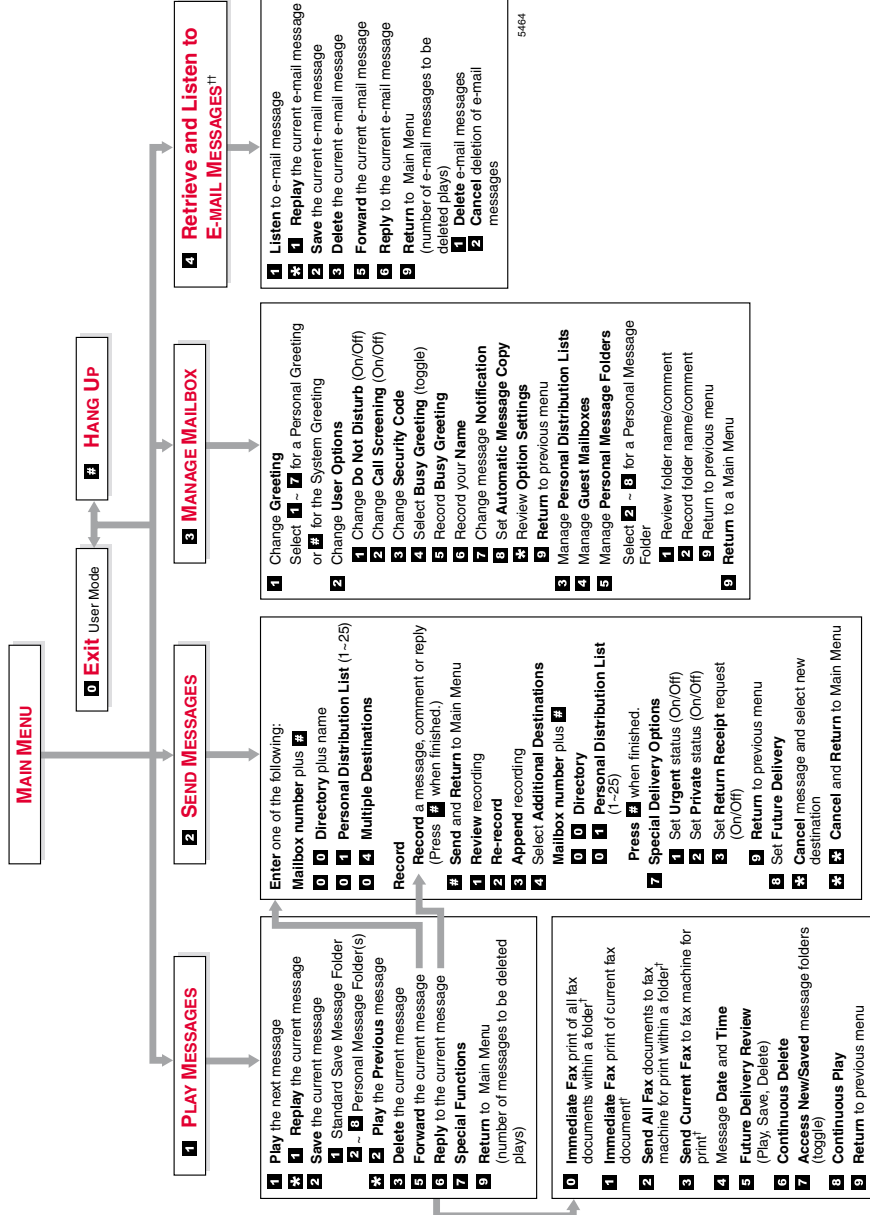 MAIN MENU
0 Exit User Mode
# HANG UP
1 PLAY MESSAGES
1 Play the next message
* 1 Replay the current message
2 Save the current message
1 Standard Save Message Folder
2 ~ 8 Personal Message Folder(s)
* 2 Play the Previous message
3 Delete the current message
5 Forward the current message
6 Reply to the current message
7 Special Functions
9 Return to Main Menu
(number of messages to be deleted
plays)
0 Immediate Fax print of all fax
documents within a folder†
1 Immediate Fax print of current fax
document†
2 Send All Fax documents to fax
machine for print within a folder†
3 Send Current Fax to fax machine for
print†
4 Message Date and Time
5 Future Delivery Review
(Play, Save, Delete)
6 Continuous Delete
7 Access New/Saved message folders
(toggle)
8 Continuous Play
9 Return to previous menu
2 SEND MESSAGES
Enter one of the following:
Mailbox number plus #
0 0 Directory plus name
0 1 Personal Distribution List (1~25)
0 4 Multiple Destinations
Record
Record a message, comment or reply
(Press # when finished.)
# Send and Return to Main Menu
1 Review recording
2 Re-record
3 Append recording
4 Select Additional Destinations
Mailbox number plus #
0 0 Directory
0 1 Personal Distribution List
(1~25)
Press # when finished.
7 Special Delivery Options
1 Set Urgent status (On/Off)
2 Set Private status (On/Off)
3 Set Return Receipt request
(On/Off)
9 Return to previous menu
8 Set Future Delivery
* Cancel message and select new
destination
* * Cancel and Return to Main Menu
3 MANAGE MAILBOX
1 Change Greeting
Select 1 ~ 7 for a Personal Greeting
or # for the System Greeting
2 Change User Options
1 Change Do Not Disturb (On/Off)
2 Change Call Screening (On/Off)
3 Change Security Code
4 Select Busy Greeting (toggle)
5 Record Busy Greeting
6 Record your Name
7 Change message Notification
8 Set Automatic Message Copy
* Review Option Settings
9 Return to previous menu
3 Manage Personal Distribution Lists
4 Manage Guest Mailboxes
5 Manage Personal Message Folders
Select 2 ~ 8 for a Personal Message
Folder
1 Review folder name/comment
2 Record folder name/comment
9 Return to previous menu
9 Return to a Main Menu
4 Retrieve and Listen to
E-MAIL MESSAGES††
1 Listen to e-mail message
* 1 Replay the current e-mail message
2 Save the current e-mail message
3 Delete the current e-mail message
5 Forward the current e-mail message
6 Reply to the current e-mail message
9 Return to Main Menu
(number of e-mail messages to be
deleted plays)
1 Delete e-mail messages
2 Cancel deletion of e-mail
messages
5464